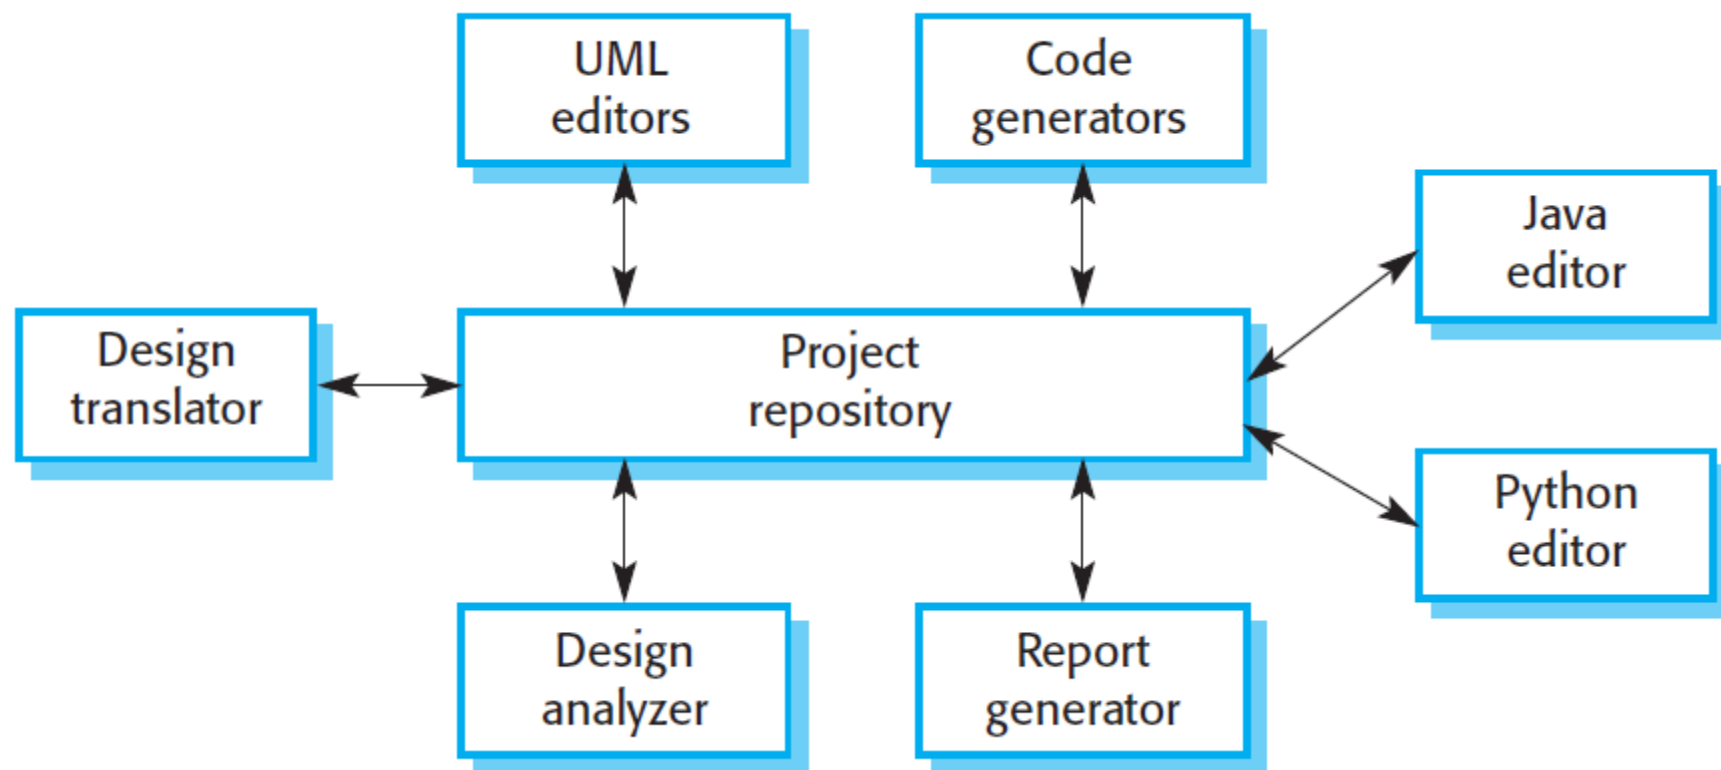 UML
editors
Code
generators
Java
editor
Design
translator
Project
repository
Python
editor
Design
analyzer
Report
generator